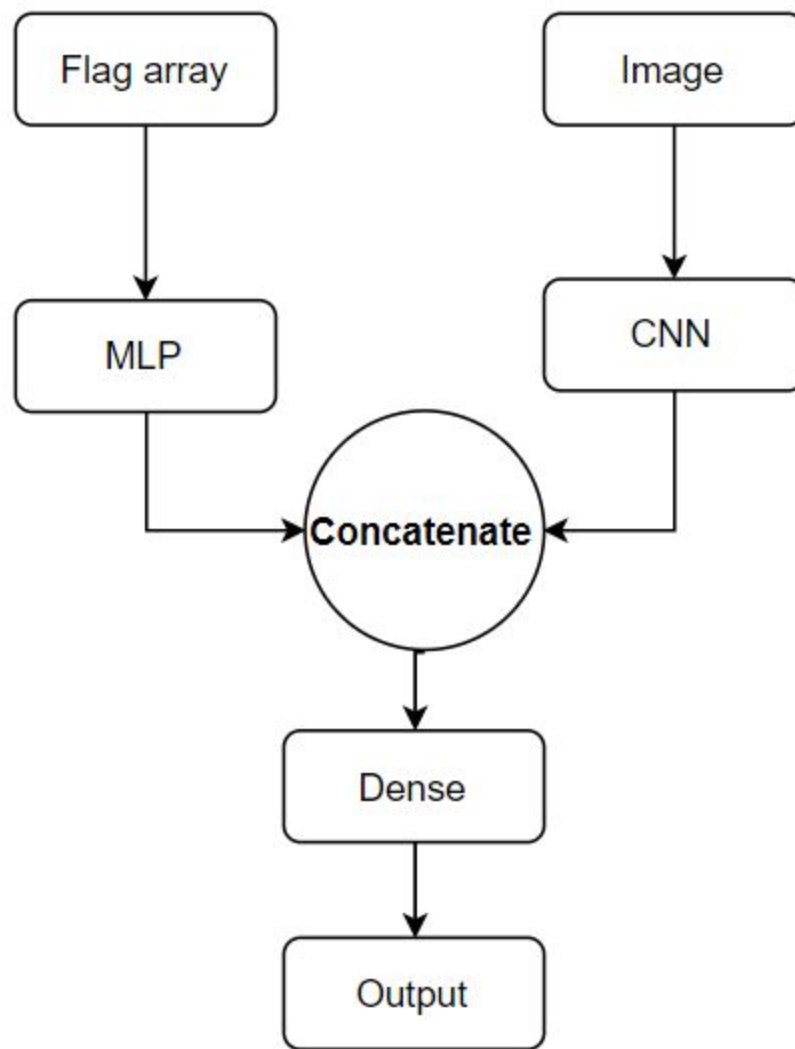 Flag array
Image
MLP
CNN
Concatenate
Dense
Output